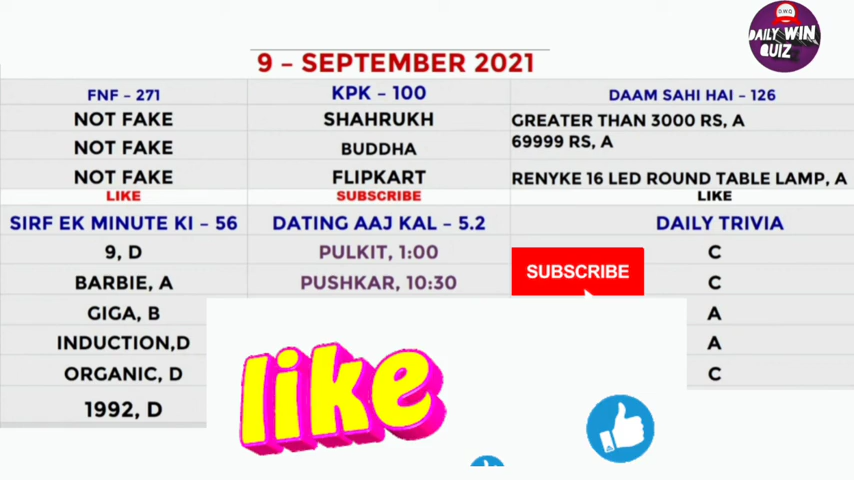 DWQ
DAILY WIN
QUIZ
9 – SEPTEMBER 2021
FNF – 271
NOT FAKE
NOT FAKE
NOT FAKE
LIKE
KPK – 100
SHAHRUKH
BUDDHA
FLIPKART
SUBSCRIBE
DAAM SAHI HAI – 126
GREATER THAN 3000 RS, A
69999 RS, A
RENYKE 16 LED ROUND TABLE LAMP, A
LIKE
SIRF EK MINUTE KI – 56
9, D
BARBIE, A
GIGA, B
INDUCTION,D
ORGANIC, D
1992, D
DATING AAJ KAL – 5.2
PULKIT, 1:00
PUSHKAR, 10:30
DAILY TRIVIA
C
C
A
A
C
SUBSCRIBE
like